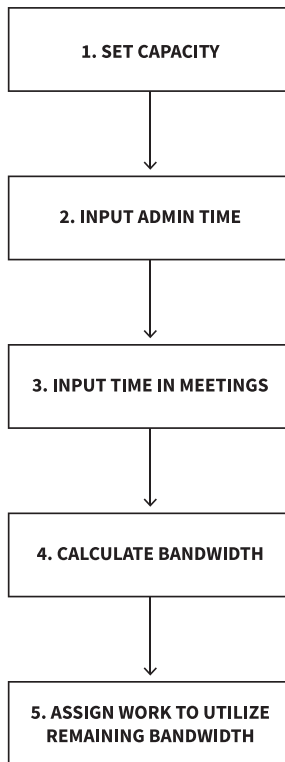 1. SET CAPACITY
2. INPUT ADMIN TIME
3. INPUT TIME IN MEETINGS
4. CALCULATE BANDWIDTH
5. ASSIGN WORK TO UTILIZE
REMAINING BANDWIDTH